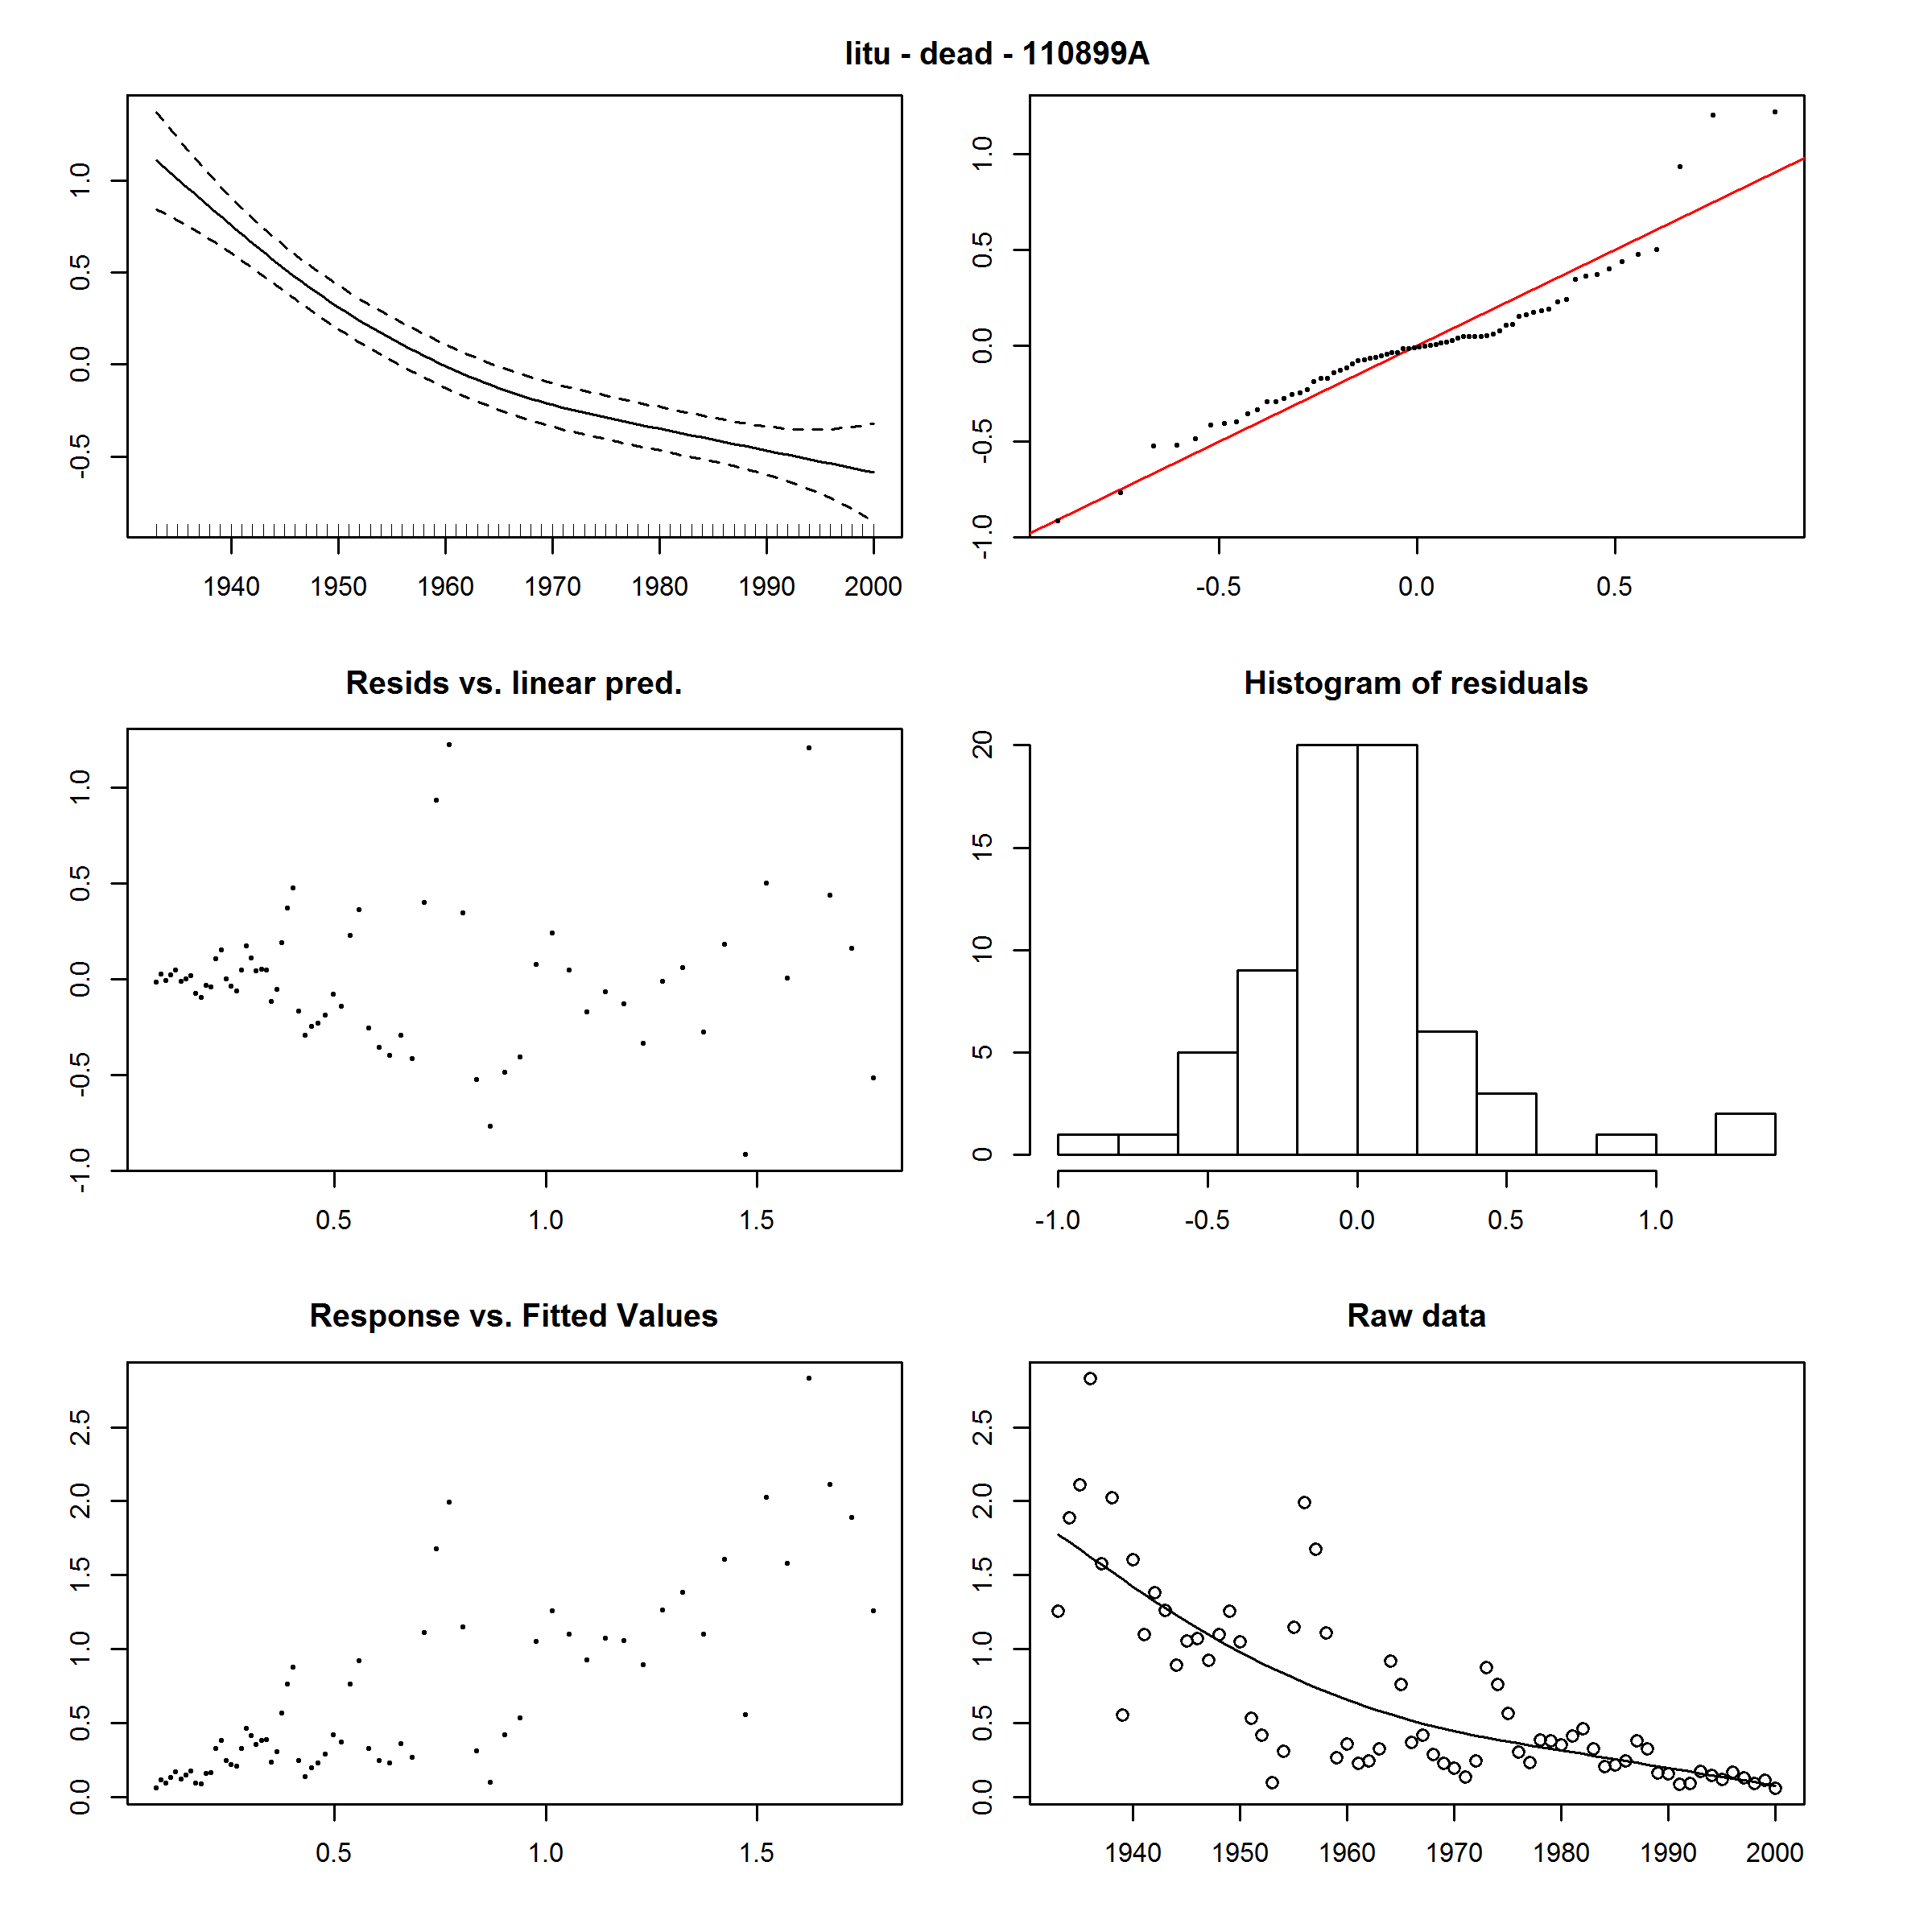 litu - dead - 110899A
1.0
0.5
0.0
-0.5
1940 1950 1960 1970 1980 1990 2000
1.0
0.5
0.0
-0.5
-1.0
-0.5 0.0 0.5
Resids vs. linear pred.
1.0
0.5
0.0
-0.5
-1.0
0.5 1.0 1.5
Histogram of residuals
20
15
10
5
0
-1.0 -0.5 0.0 0.5 1.0
Response vs. Fitted Values
2.5
2.0
1.5
1.0
0.5
0.0
0.5 1.0 1.5
Raw data
2.5
2.0
1.5
1.0
0.5
0.0
1940 1950 1960 1970 1980 1990 2000